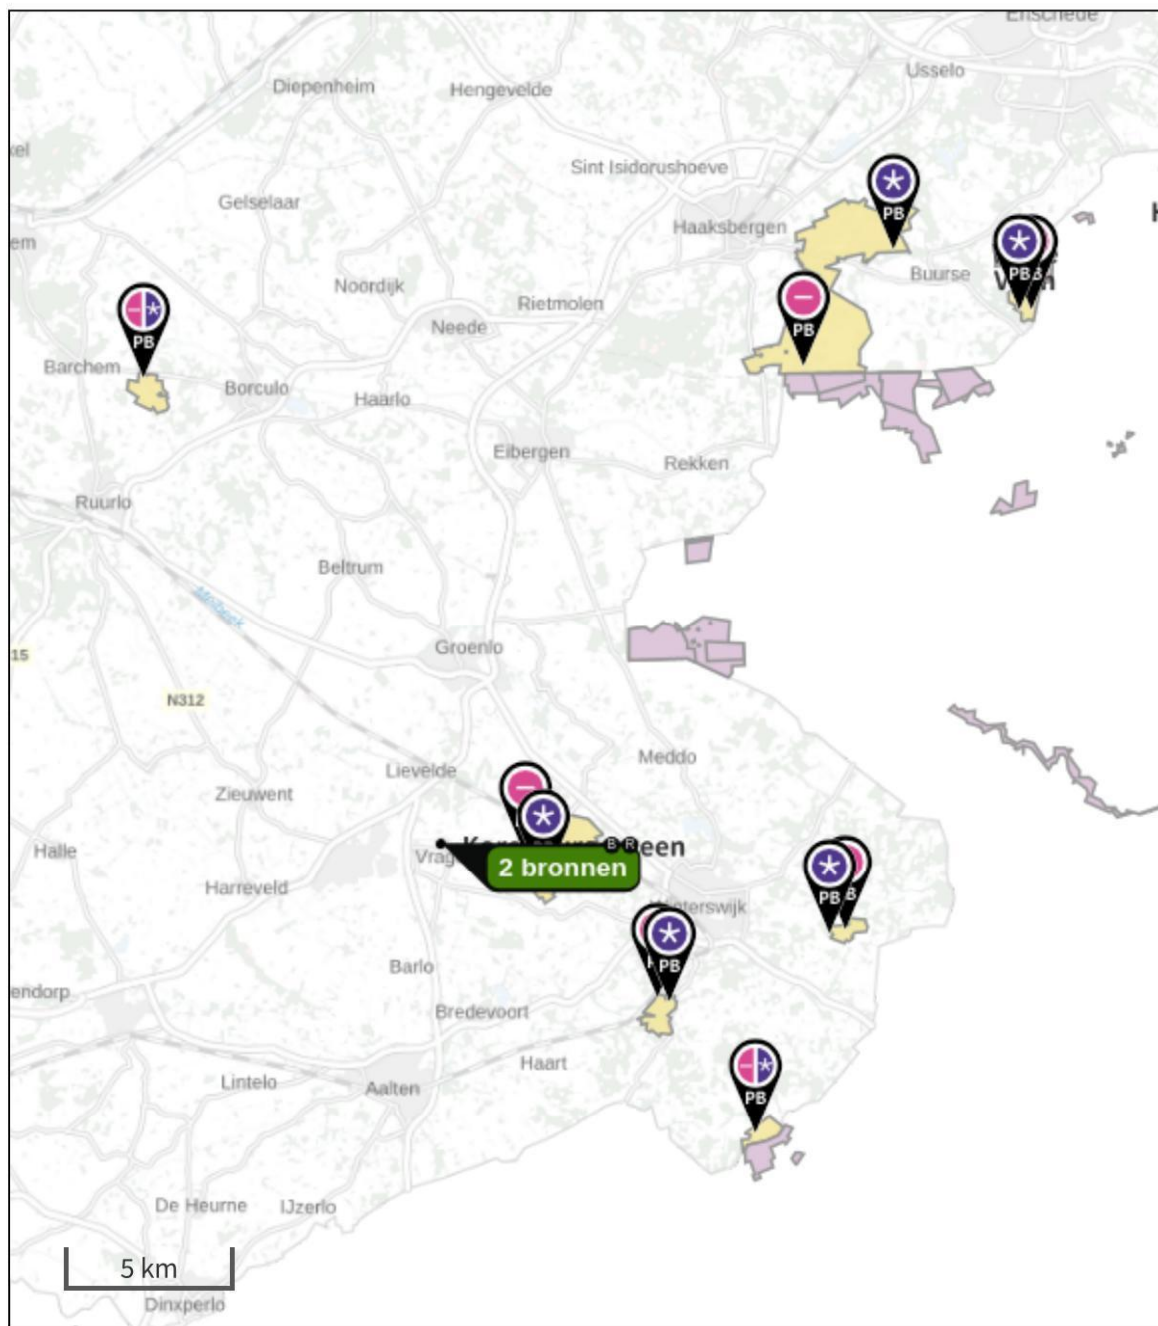 Enschede
Usselo
Diepenheim
Hengevelde
Sint Isidorushoeve
PB
Gelselaar
Haaksbergen
Buurse
PB
Noordijk
Rietmolen
Neede
PB
PB
Barchem
Borculo
Haarlo
Eibergen
Rekken
Ruurlo
Beltrum
Groenlo
15
N312
Meddo
Lievelde
Zieuwent
B R
Halle
2 bronnen
Harreveld
PB
PB
Barlo
endorp
Bredevoort
Haart
Lintelo
Aalten
PB
De Heurne
IJzerlo
5 km
Dinxperlo